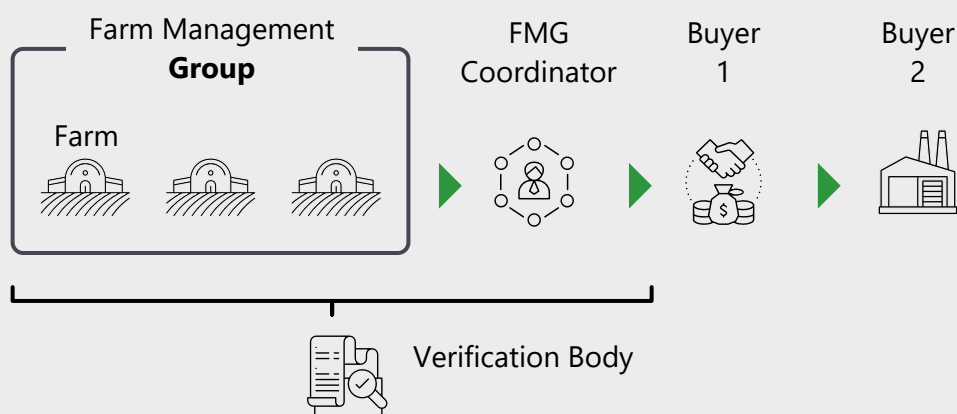 Farm Management
Group
FMG
Coordinator
Buyer
1
Buyer
2
Farm
$
Verification Body